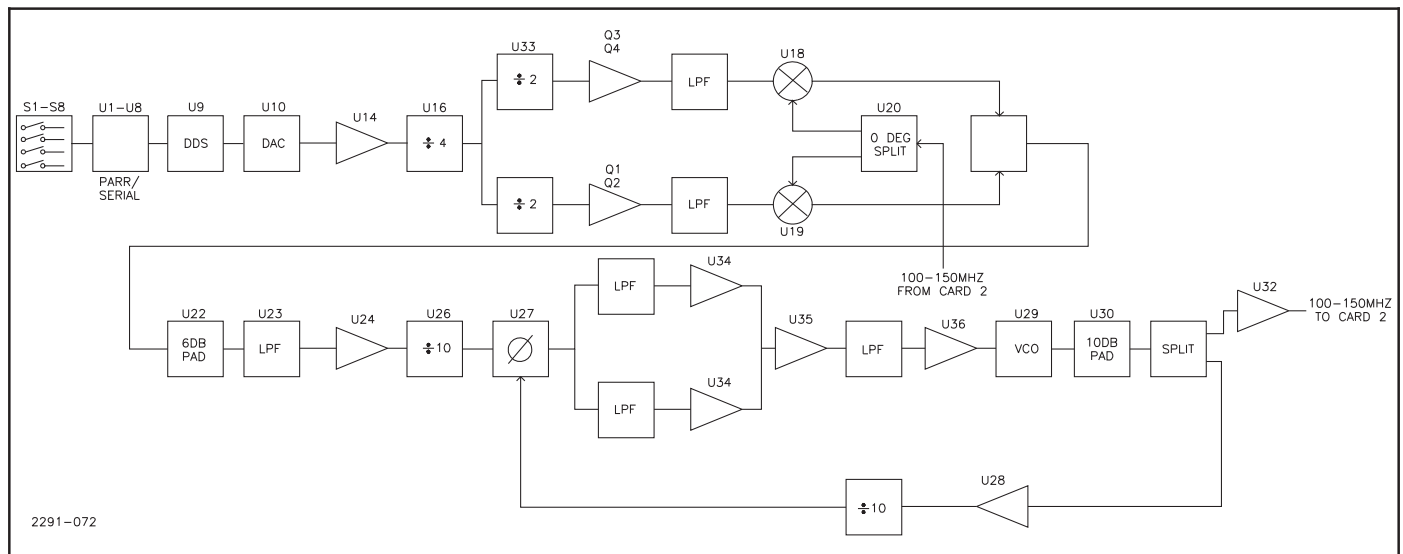 S1-S8
U1-U8
PARR/
SERIAL
U9
DDS
U10
DAC
U14
U16
÷ 4
U33
÷ 2
Q3
Q4
LPF
U18
÷ 2
Q1
Q2
LPF
U19
U20
0 DEG
SPLIT
100-150MHZ
FROM CARD 2
U22
6DB
PAD
U23
LPF
U24
U26
÷10
U27
LPF
U34
LPF
U34
U35
LPF
U36
U29
VCO
U30
10DB
PAD
SPLIT
U32
100-150MHZ
TO CARD 2
U28
÷10
2291-072